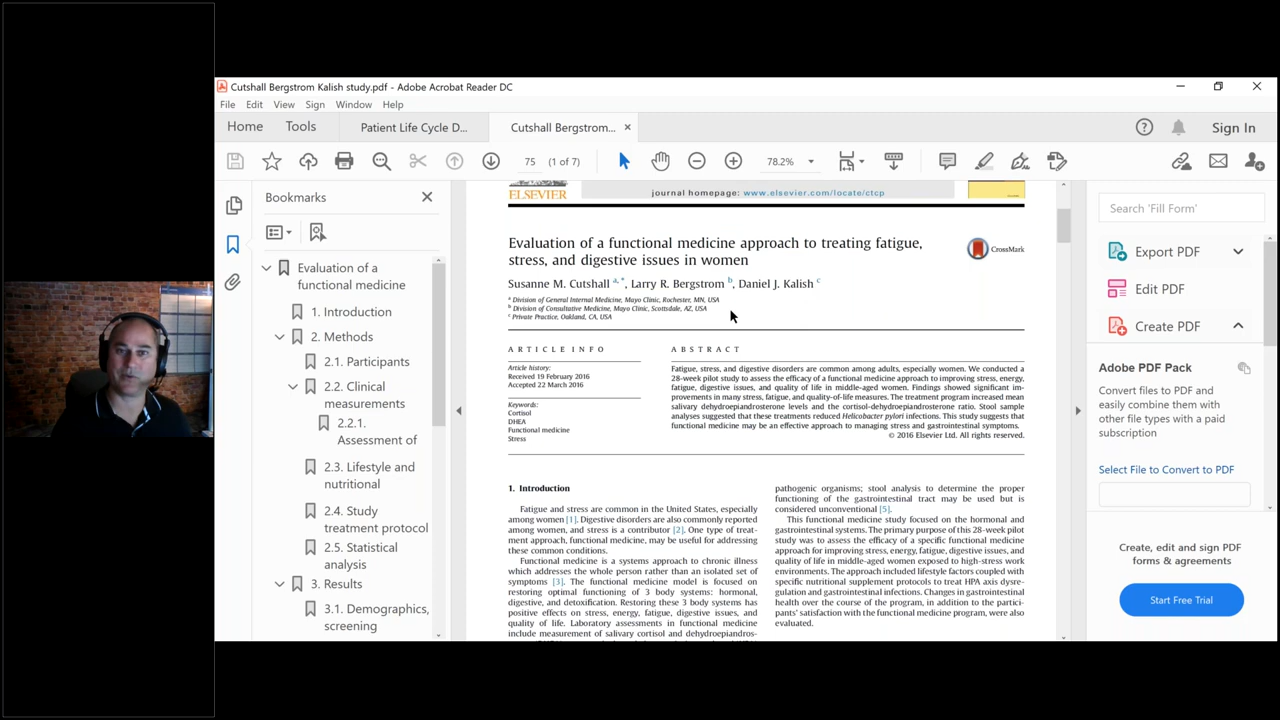 Cutshall Bergstrom Kalish study.pdf - Adobe Acrobat Reader DC
File Edit View Sign Window Help
Home Tools Patient Life Cycle D... Cutshall Bergstrom... × Sign In
75 (1 of 7) 78.2%
Bookmarks
Evaluation of a
functional medicine
1. Introduction
2. Methods
2.1. Participants
2.2. Clinical
measurements
2.2.1.
Assessment of
2.3. Lifestyle and
nutritional
2.4. Study
treatment protocol
2.5. Statistical
analysis
3. Results
3.1. Demographics,
screening
ELSEVIER
journal homepage: www.elsevier.com/locate/ctcp
Evaluation of a functional medicine approach to treating fatigue,
stress, and digestive issues in women
CrossMark
Susanne M. Cutshall a, *, Larry R. Bergstrom b, Daniel J. Kalish c
a Division of General Internal Medicine, Mayo Clinic, Rochester, MN, USA
b Division of Consultative Medicine, Mayo Clinic, Scottsdale, AZ, USA
c Private Practice, Oakland, CA, USA
ARTICLE INFO
Article history:
Received 19 February 2016
Accepted 22 March 2016
Keywords:
Cortisol
DHEA
Functional medicine
Stress
ABSTRACT
Fatigue, stress, and digestive disorders are common among adults, especially women. We conducted a
28-week pilot study to assess the efficacy of a functional medicine approach to improving stress, energy,
fatigue, digestive issues, and quality of life in middle-aged women. Findings showed significant im-
provements in many stress, fatigue, and quality-of-life measures. The treatment program increased mean
salivary dehydroepiandrosterone levels and the cortisol-dehydroepiandrosterone ratio. Stool sample
analyses suggested that these treatments reduced Helicobacter pylori infections. This study suggests that
functional medicine may be an effective approach to managing stress and gastrointestinal symptoms.
© 2016 Elsevier Ltd. All rights reserved.
1. Introduction
Fatigue and stress are common in the United States, especially
among women [1]. Digestive disorders are also commonly reported
among women, and stress is a contributor [2]. One type of treat-
ment approach, functional medicine, may be useful for addressing
these common conditions.
Functional medicine is a systems approach to chronic illness
which addresses the whole person rather than an isolated set of
symptoms [3]. The functional medicine model is focused on
restoring optimal functioning of 3 body systems: hormonal,
digestive, and detoxification. Restoring these 3 body systems has
positive effects on stress, energy, fatigue, digestive issues, and
quality of life. Laboratory assessments in functional medicine
include measurement of salivary cortisol and dehydroepiandros-
pathogenic organisms; stool analysis to determine the proper
functioning of the gastrointestinal tract may be used but is
considered unconventional [5].
This functional medicine study focused on the hormonal and
gastrointestinal systems. The primary purpose of this 28-week pilot
study was to assess the efficacy of a specific functional medicine
approach for improving stress, energy, fatigue, digestive issues, and
quality of life in middle-aged women exposed to high-stress work
environments. The approach included lifestyle factors coupled with
specific nutritional supplement protocols to treat HPA axis dysre-
gulation and gastrointestinal infections. Changes in gastrointestinal
health over the course of the program, in addition to the partici-
pants' satisfaction with the functional medicine program, were also
evaluated.
Search 'Fill Form'
Export PDF
Edit PDF
Create PDF
Adobe PDF Pack
Convert files to PDF and
easily combine them with
other file types with a paid
subscription
Select File to Convert to PDF
Create, edit and sign PDF
forms & agreements
Start Free Trial